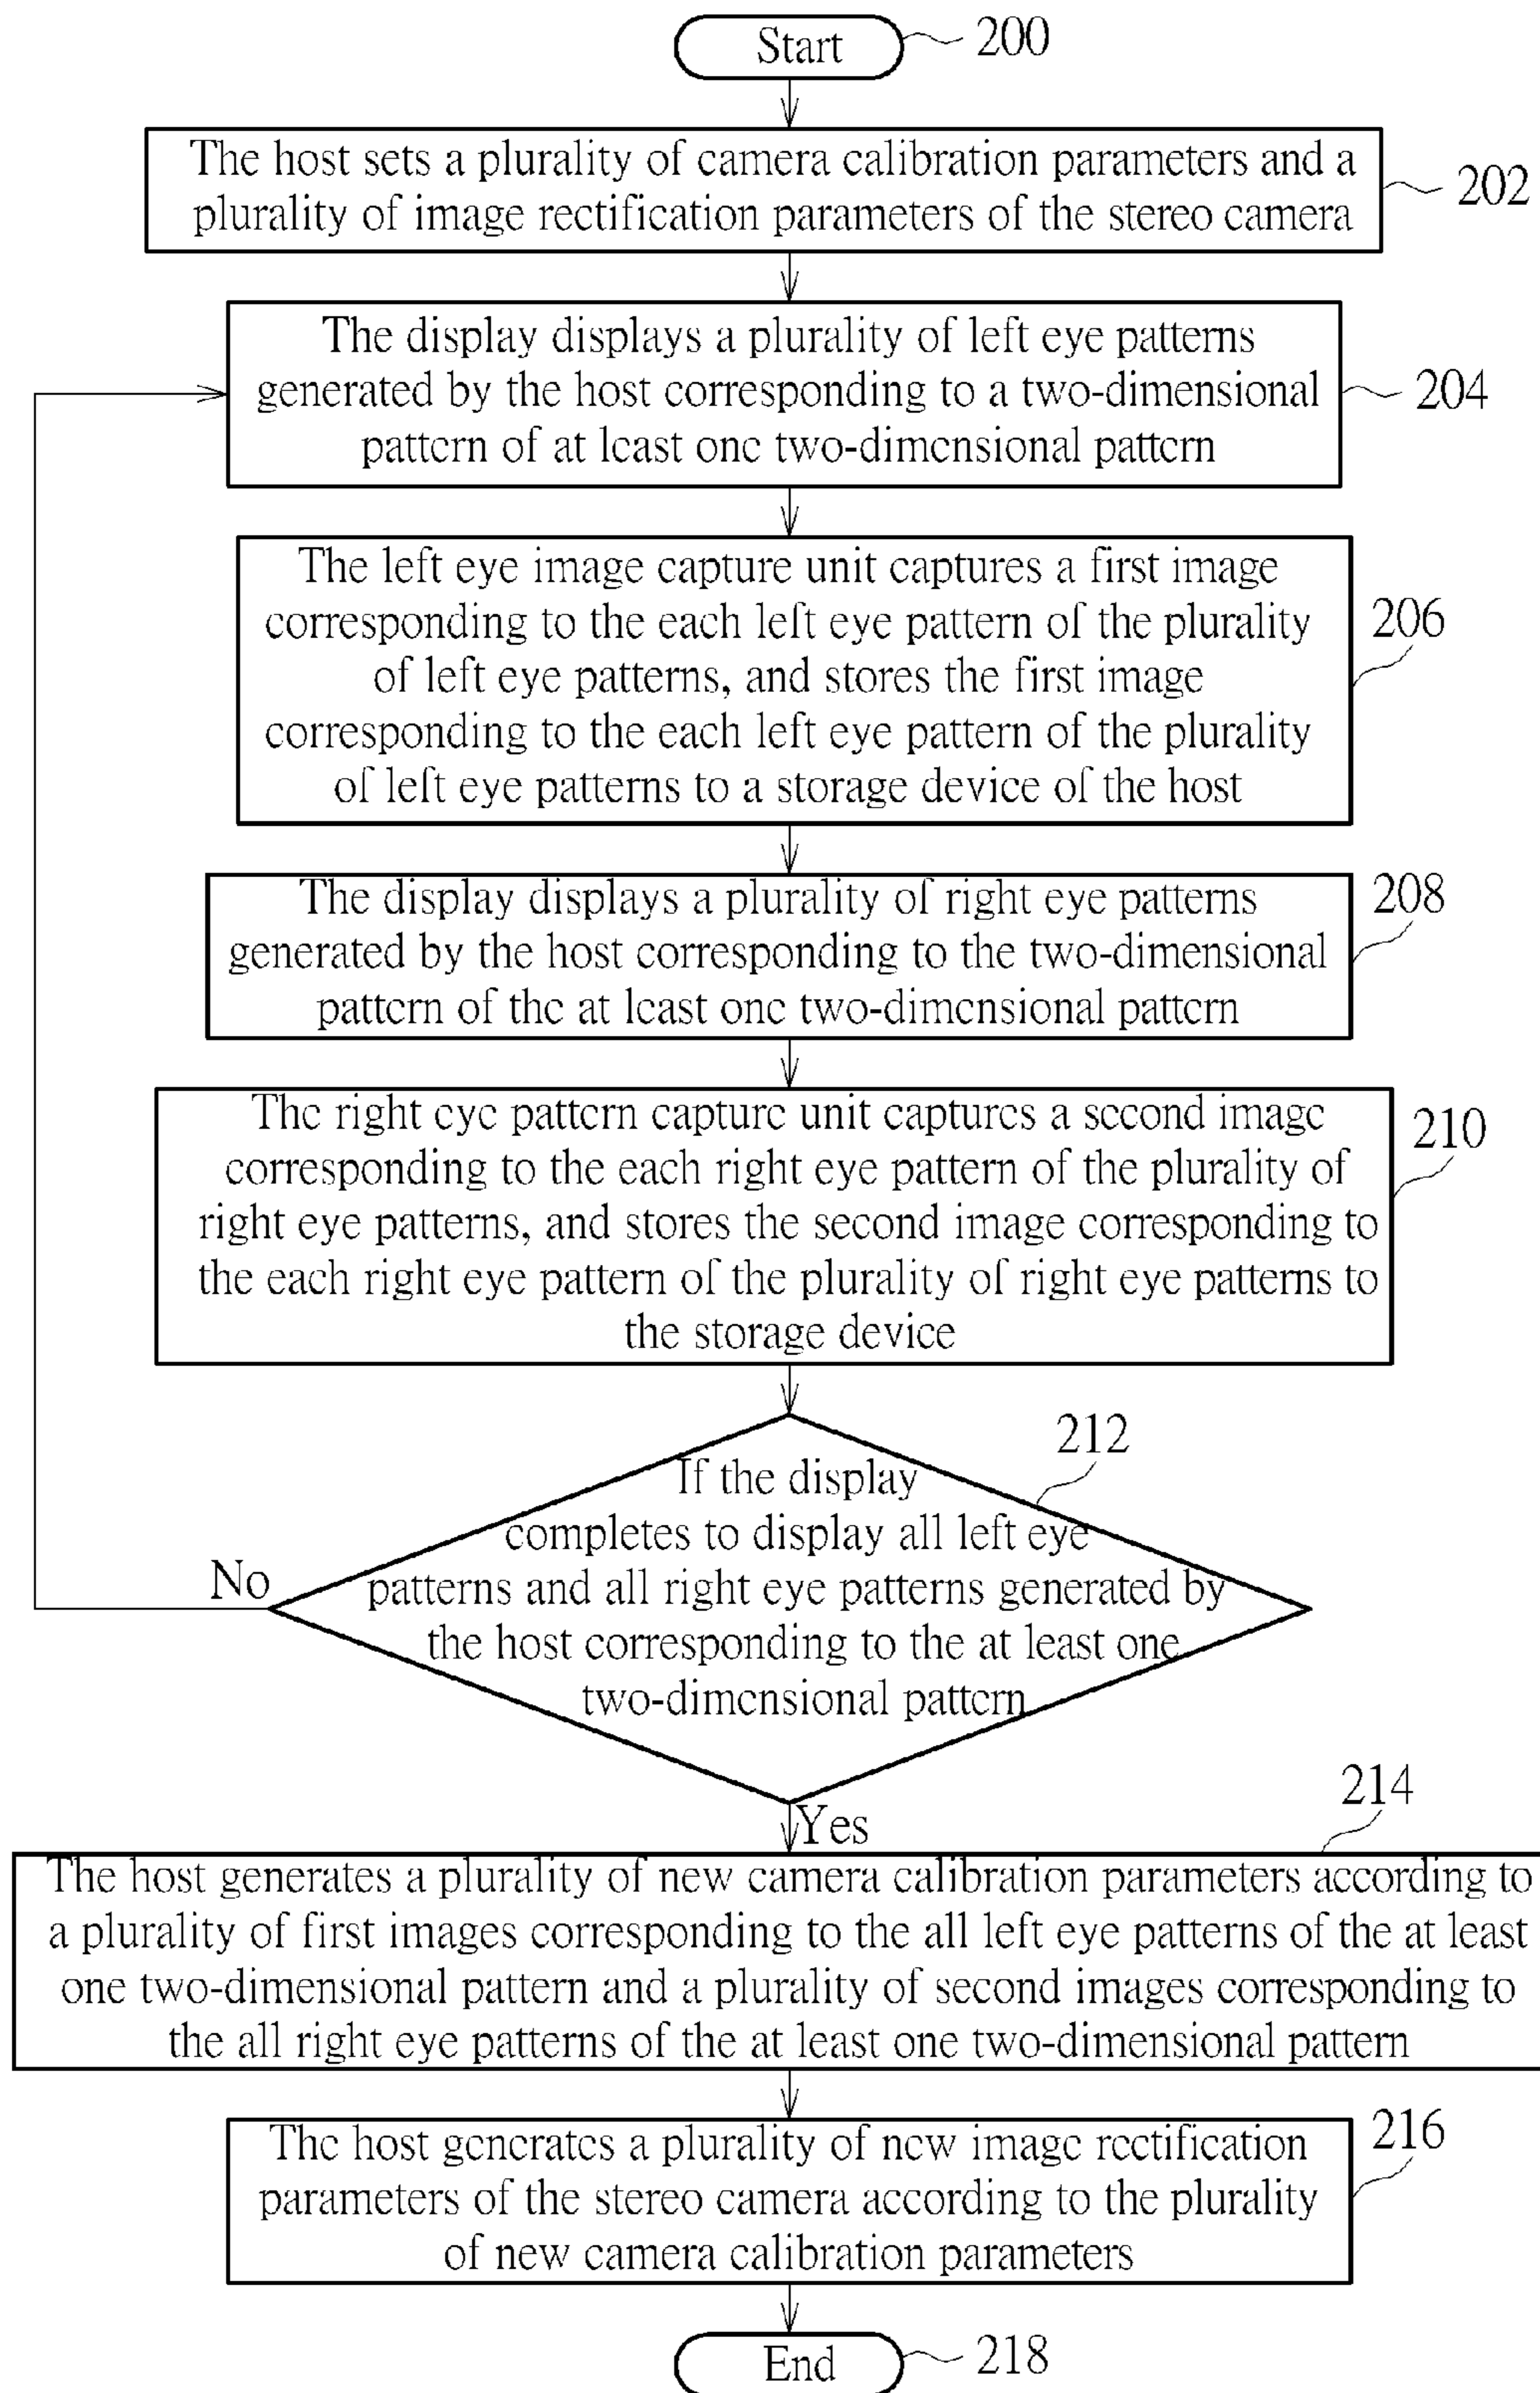 Start
200
The host sets a plurality of camera calibration parameters and a
plurality of image rectification parameters of the stereo camera
202
The display displays a plurality of left eye patterns
generated by the host corresponding to a two-dimensional
pattern of at least one two-dimensional pattern
204
The left eye image capture unit captures a first image
corresponding to the each left eye pattern of the plurality
of left eye patterns, and stores the first image
corresponding to the each left eye pattern of the plurality
of left eye patterns to a storage device of the host
206
The display displays a plurality of right eye patterns
generated by the host corresponding to the two-dimensional
pattern of the at least one two-dimensional pattern
208
The right eye pattern capture unit captures a second image
corresponding to the each right eye pattern of the plurality of
right eye patterns, and stores the second image corresponding to
the each right eye pattern of the plurality of right eye patterns to
the storage device
210
212
If the display
completes to display all left eye
patterns and all right eye patterns generated by
the host corresponding to the at least one
two-dimensional pattern
No
Yes
214
The host generates a plurality of new camera calibration parameters according to
a plurality of first images corresponding to the all left eye patterns of the at least
one two-dimensional pattern and a plurality of second images corresponding to
the all right eye patterns of the at least one two-dimensional pattern
The host generates a plurality of new image rectification
parameters of the stereo camera according to the plurality
of new camera calibration parameters
216
End
218